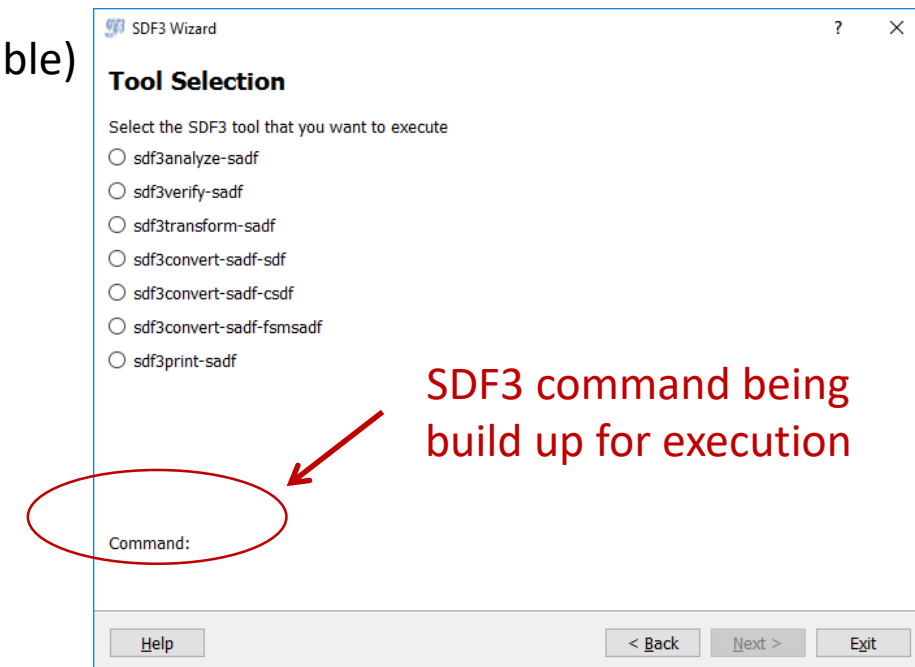 ble)
SDF3 Wizard ? ×
Tool Selection
Select the SDF3 tool that you want to execute
sdf3analyze-sadf
sdf3verify-sadf
sdf3transform-sadf
sdf3convert-sadf-sdf
sdf3convert-sadf-csdf
sdf3convert-sadf-fsmsadf
sdf3print-sadf
SDF3 command being
build up for execution
Command:
Help < Back Next > Exit